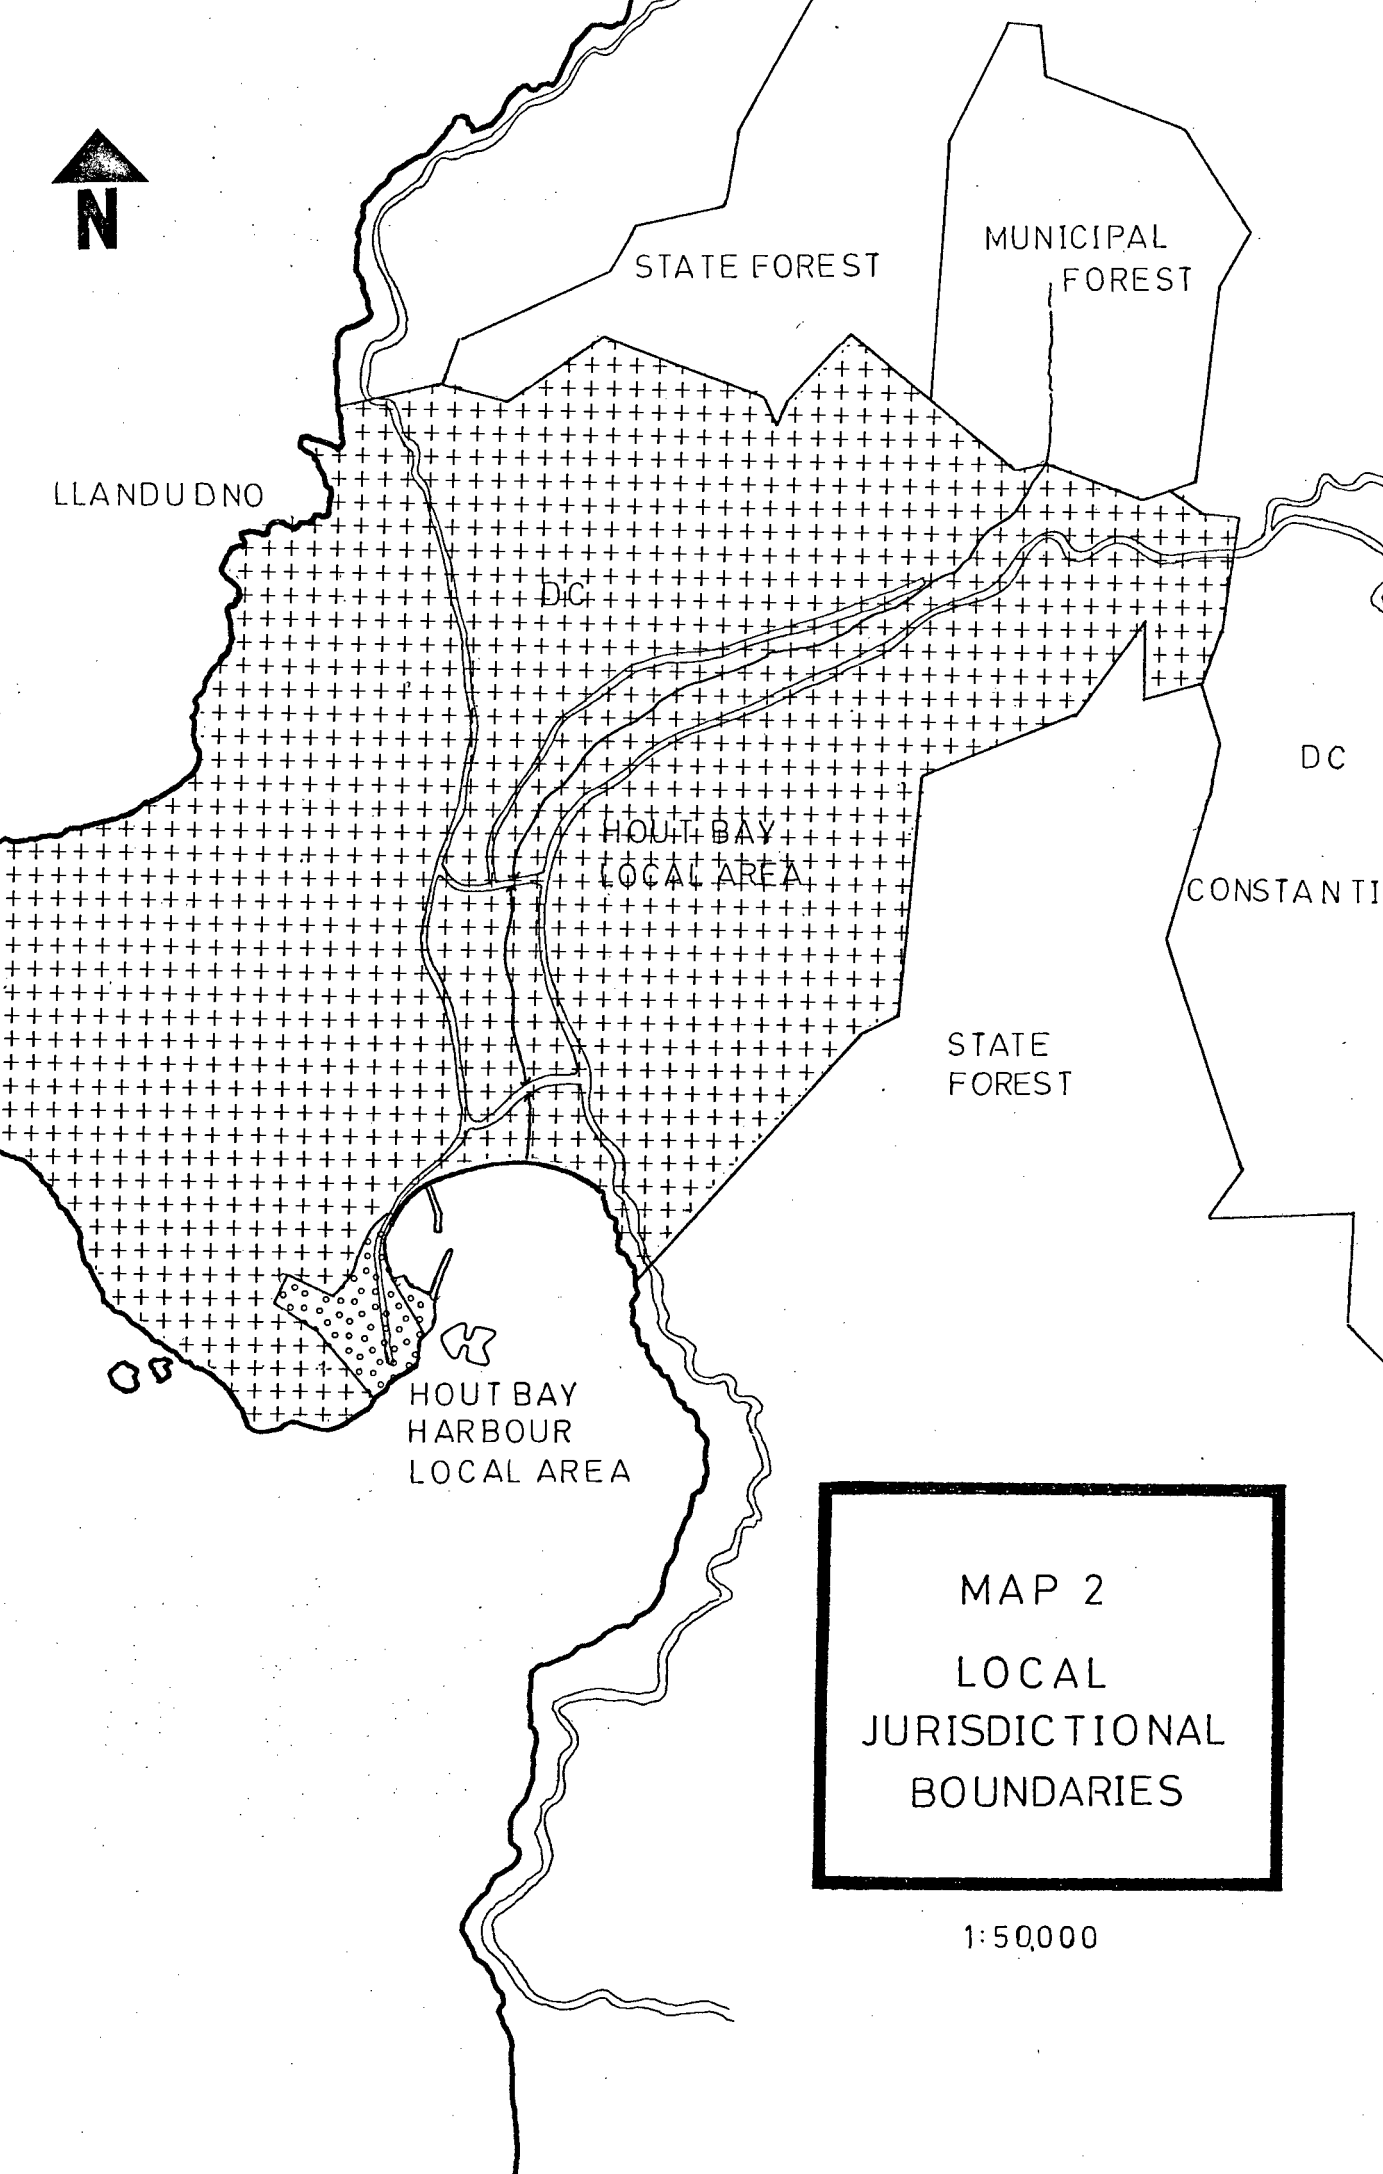 N
STATE FOREST
MUNICIPAL
FOREST
LLANDUDNO
DC
HOUT BAY
LOCAL AREA
DC
CONSTANTI
STATE
FOREST
HOUT BAY
HARBOUR
LOCAL AREA
MAP 2
LOCAL
JURISDICTIONAL
BOUNDARIES
1:50,000